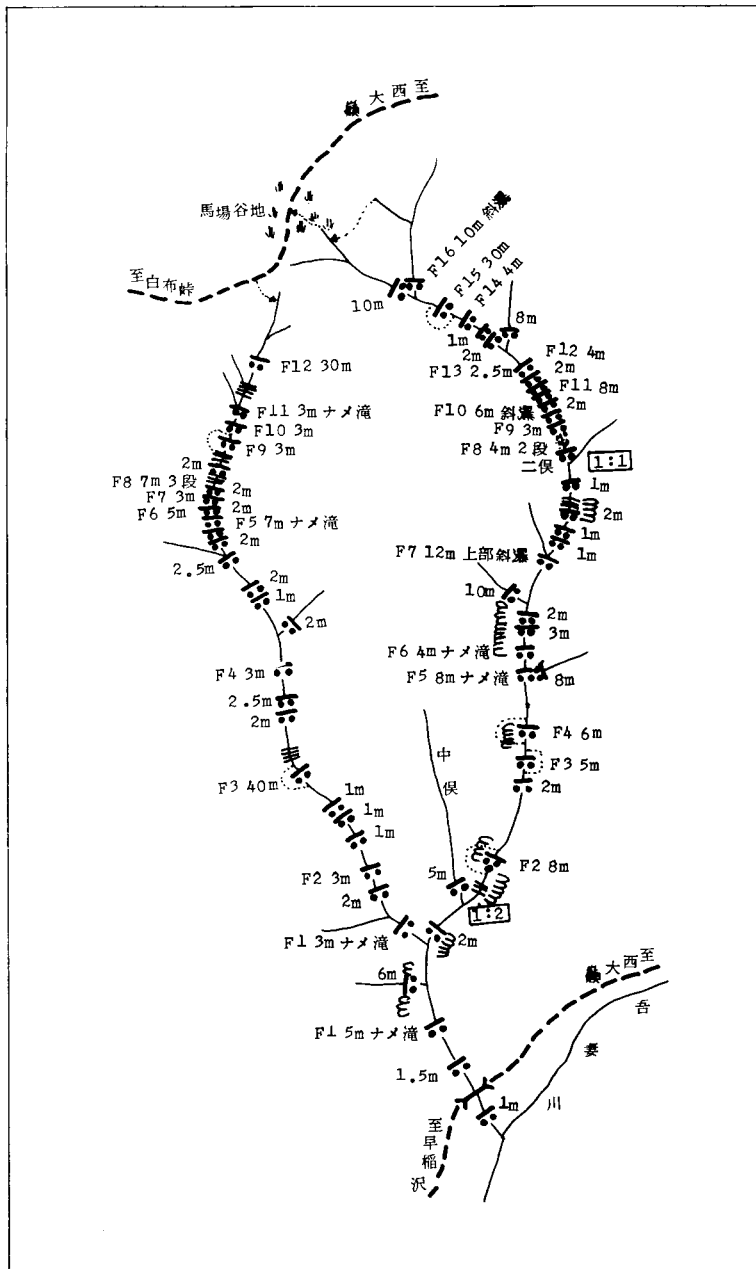 至西大巓
馬場谷地
至白布峠
F16 10m 斜瀑
F15 30m
F14 4m
10m
8m
1m
2m
F13 2.5m
F12 4m
2m
F11 8m
2m
F10 6m 斜瀑
F9 3m
F8 4m 2段
二俣
1:1
1m
2m
1m
1m
F7 12m 上部斜瀑
10m
2m
3m
F6 4m ナメ滝
F5 8m ナメ滝
8m
F4 6m
F3 5m
2m
中俣
F2 8m
5m
1:2
2m
F12 30m
F11 3m ナメ滝
F10 3m
F9 3m
2m
F8 7m 3段
2m
F7 3m
2m
F6 5m
F5 7m ナメ滝
2m
2.5m
2m
1m
2m
F4 3m
2.5m
2m
F3 40m
1m
1m
1m
F2 3m
2m
F1 3m ナメ滝
6m
F1 5m ナメ滝
1.5m
1m
至西大巓
吾妻川
至早稲沢